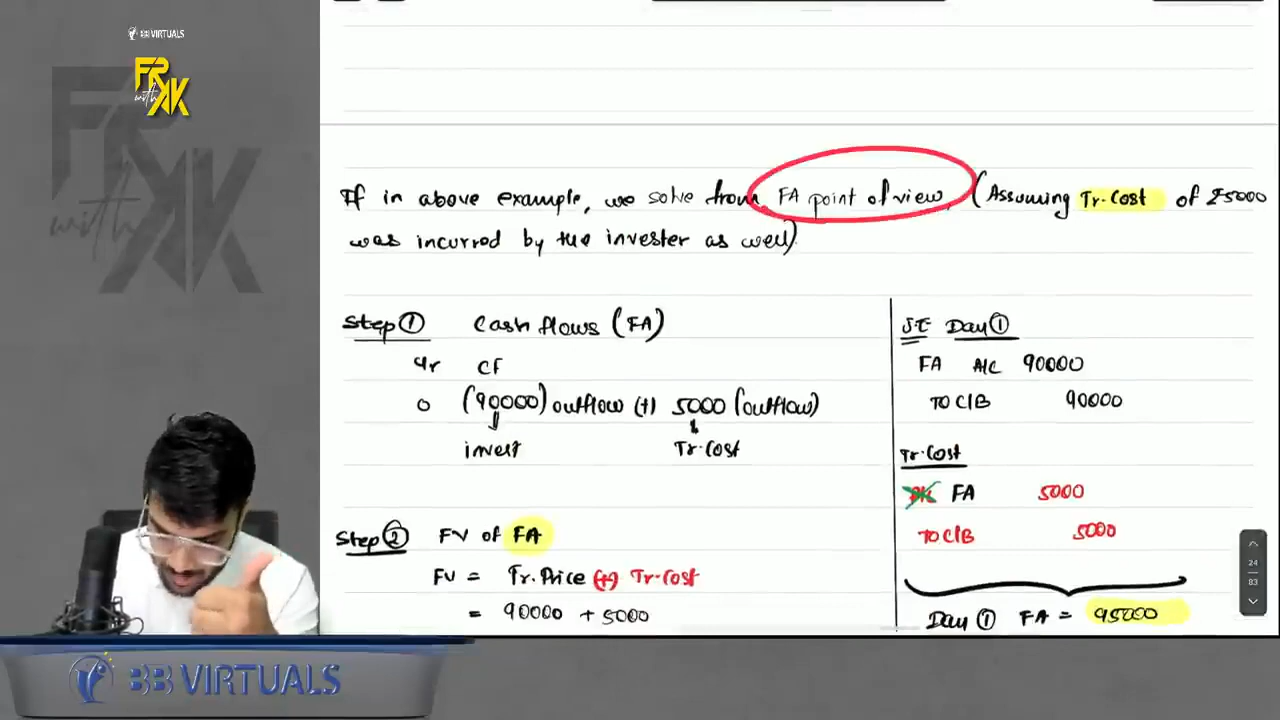 BB VIRTUALS
FR
with
KK
If in above example, we solve from FA point of view, (Assuming Tr.Cost of ₹5000
was incurred by the invester as well)
Step ① Cash flows (FA)
Yr CF
0 (90000) outflow (+) 5000 (outflow)
invest Tr.Cost
Step ② FV of FA
FV = Tr.Price (+) Tr.Cost
= 90000 + 5000
JE Day ①
FA A/C 90000
TO C/B 90000
Tr.Cost
FA 5000
TO C/B 5000
Day ① FA = 95000
24
83
BB VIRTUALS